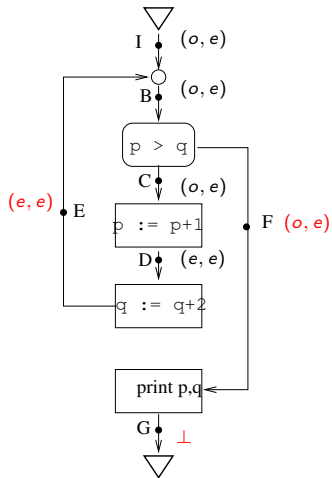 I (o, e)
(o, e)
B
p > q
C
(o, e)
(e, e) E
F (o, e)
p := p+1
D (e, e)
q := q+2
print p,q
G
⊥